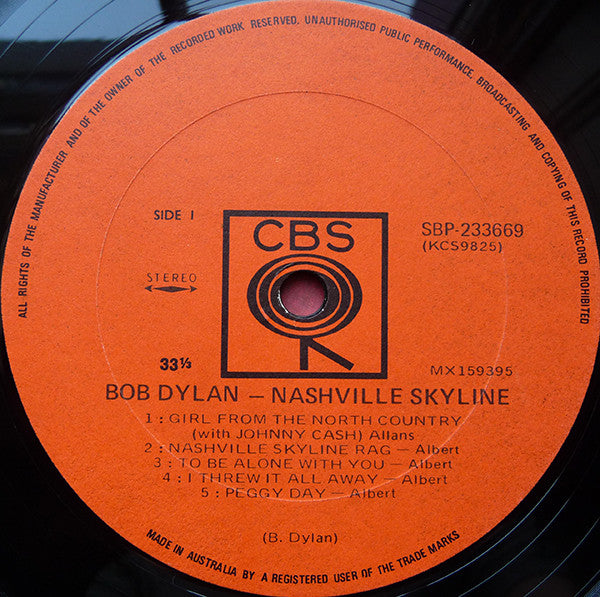 ALL RIGHTS OF THE MANUFACTURER AND OF THE OWNER OF THE RECORDED WORK RESERVED. UNAUTHORISED PUBLIC PERFORMANCE, BROADCASTING AND COPYING OF THIS RECORD PROHIBITED
SIDE I
CBS
SBP-233669
(KCS9825)
STEREO
33⅓
MX159395
BOB DYLAN — NASHVILLE SKYLINE
1 : GIRL FROM THE NORTH COUNTRY
(with JOHNNY CASH) Allans
2 : NASHVILLE SKYLINE RAG — Albert
3 : TO BE ALONE WITH YOU — Albert
4 : I THREW IT ALL AWAY — Albert
5 : PEGGY DAY — Albert
(B. Dylan)
MADE IN AUSTRALIA BY A REGISTERED USER OF THE TRADE MARKS